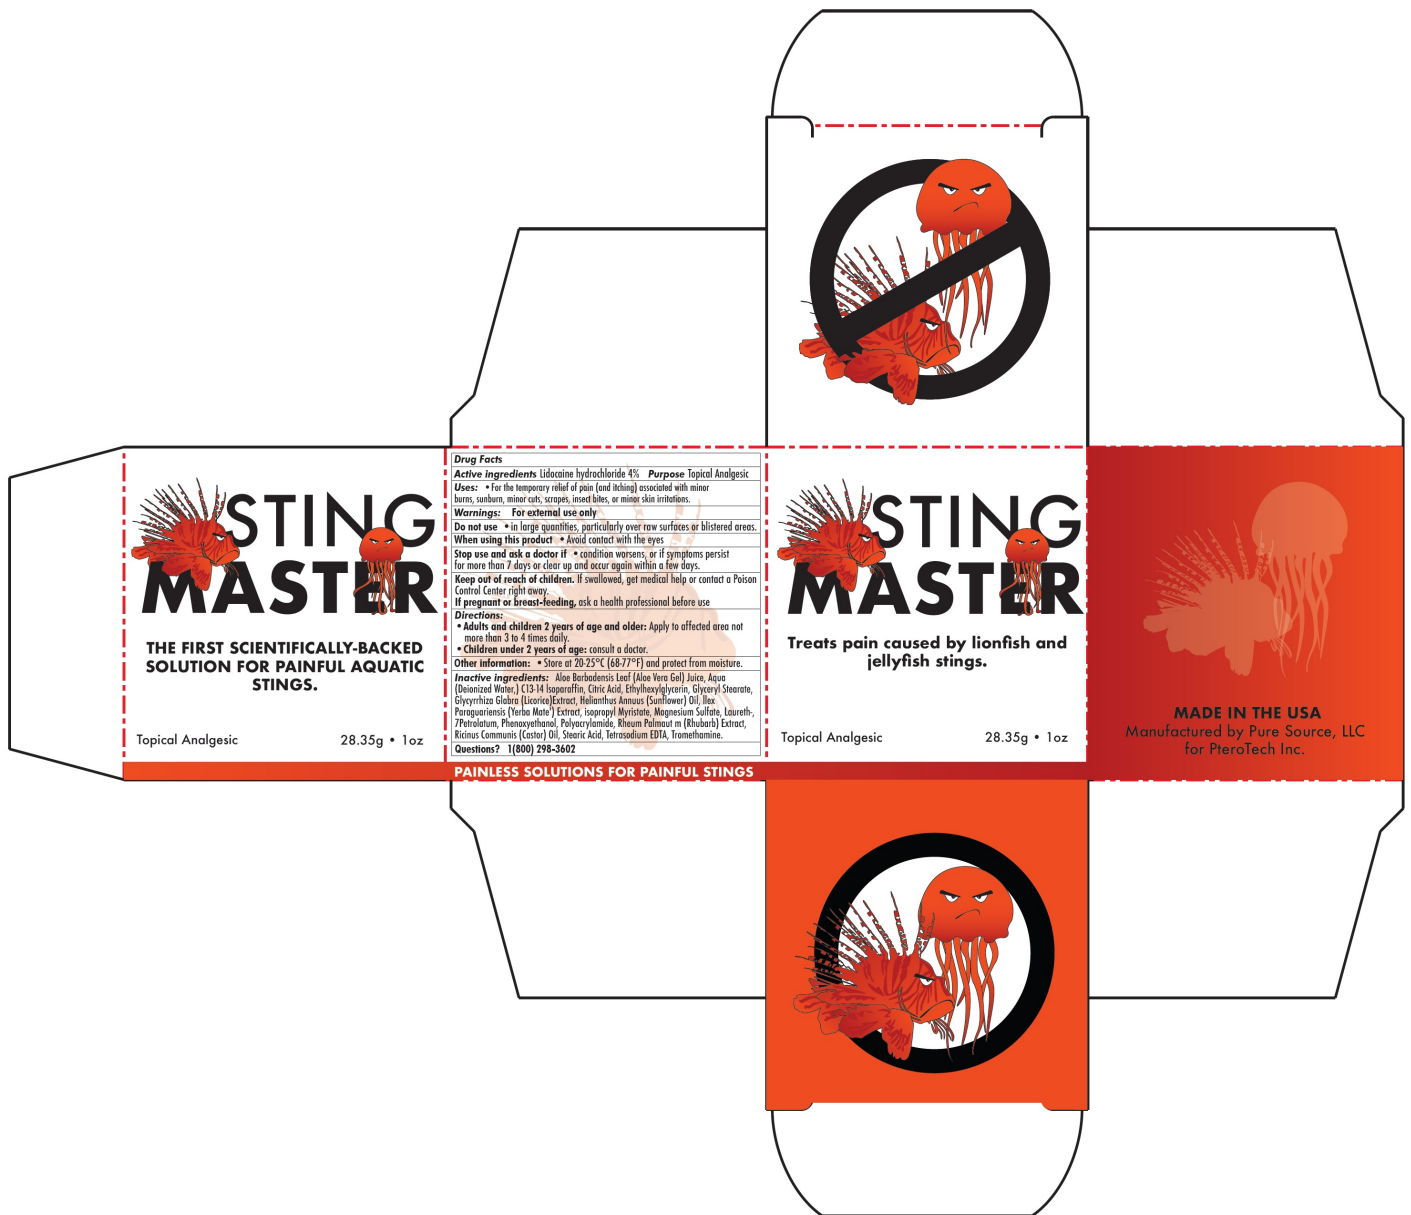 STING
MASTER
THE FIRST SCIENTIFICALLY-BACKED
SOLUTION FOR PAINFUL AQUATIC
STINGS.
Topical Analgesic 28.35g • 1oz
Drug Facts
Active ingredients Lidocaine hydrochloride 4% Purpose Topical Analgesic
Uses: • For the temporary relief of pain (and itching) associated with minor
burns, sunburn, minor cuts, scrapes, insect bites, or minor skin irritations.
Warnings: For external use only
Do not use • in large quantities, particularly over raw surfaces or blistered areas.
When using this product • Avoid contact with the eyes
Stop use and ask a doctor if • condition worsens, or if symptoms persist
for more than 7 days or clear up and occur again within a few days.
Keep out of reach of children. If swallowed, get medical help or contact a Poison
Control Center right away.
If pregnant or breast-feeding, ask a health professional before use
Directions:
• Adults and children 2 years of age and older: Apply to affected area not
more than 3 to 4 times daily.
• Children under 2 years of age: consult a doctor.
Other information: • Store at 20-25°C (68-77°F) and protect from moisture.
Inactive ingredients: Aloe Barbadensis Leaf (Aloe Vera Gel) Juice, Aqua
(Deionized Water,) C13-14 Isoparaffin, Citric Acid, Ethylhexylglycerin, Glyceryl Stearate,
Glycyrrhiza Glabra (Licorice)Extract, Helianthus Annuus (Sunflower) Oil, Ilex
Paraguariensis (Yerba Mate') Extract, isopropyl Myristate, Magnesium Sulfate, Laureth-,
7Petrolatum, Phenoxyethanol, Polyacrylamide, Rheum Palmaut m (Rhubarb) Extract,
Ricinus Communis (Castor) Oil, Stearic Acid, Tetrasodium EDTA, Tromethamine.
Questions? 1(800) 298-3602
PAINLESS SOLUTIONS FOR PAINFUL STINGS
STING
MASTER
Treats pain caused by lionfish and
jellyfish stings.
Topical Analgesic 28.35g • 1oz
MADE IN THE USA
Manufactured by Pure Source, LLC
for PteroTech Inc.